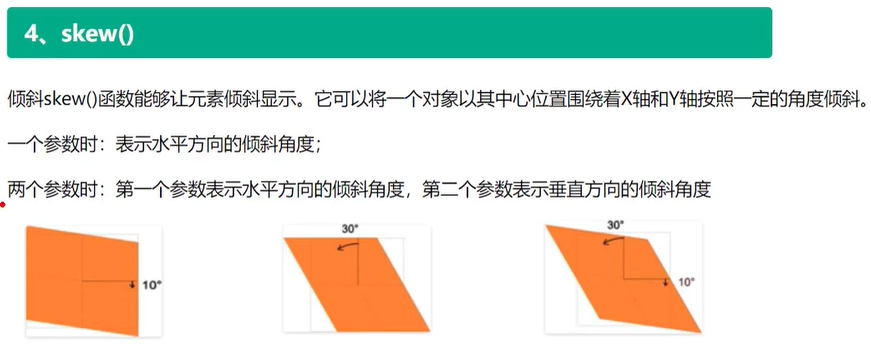 4、skew()
倾斜skew()函数能够让元素倾斜显示。它可以将一个对象以其中心位置围绕着X轴和Y轴按照一定的角度倾斜。
一个参数时：表示水平方向的倾斜角度；
两个参数时：第一个参数表示水平方向的倾斜角度，第二个参数表示垂直方向的倾斜角度
10°
30°
30°
10°